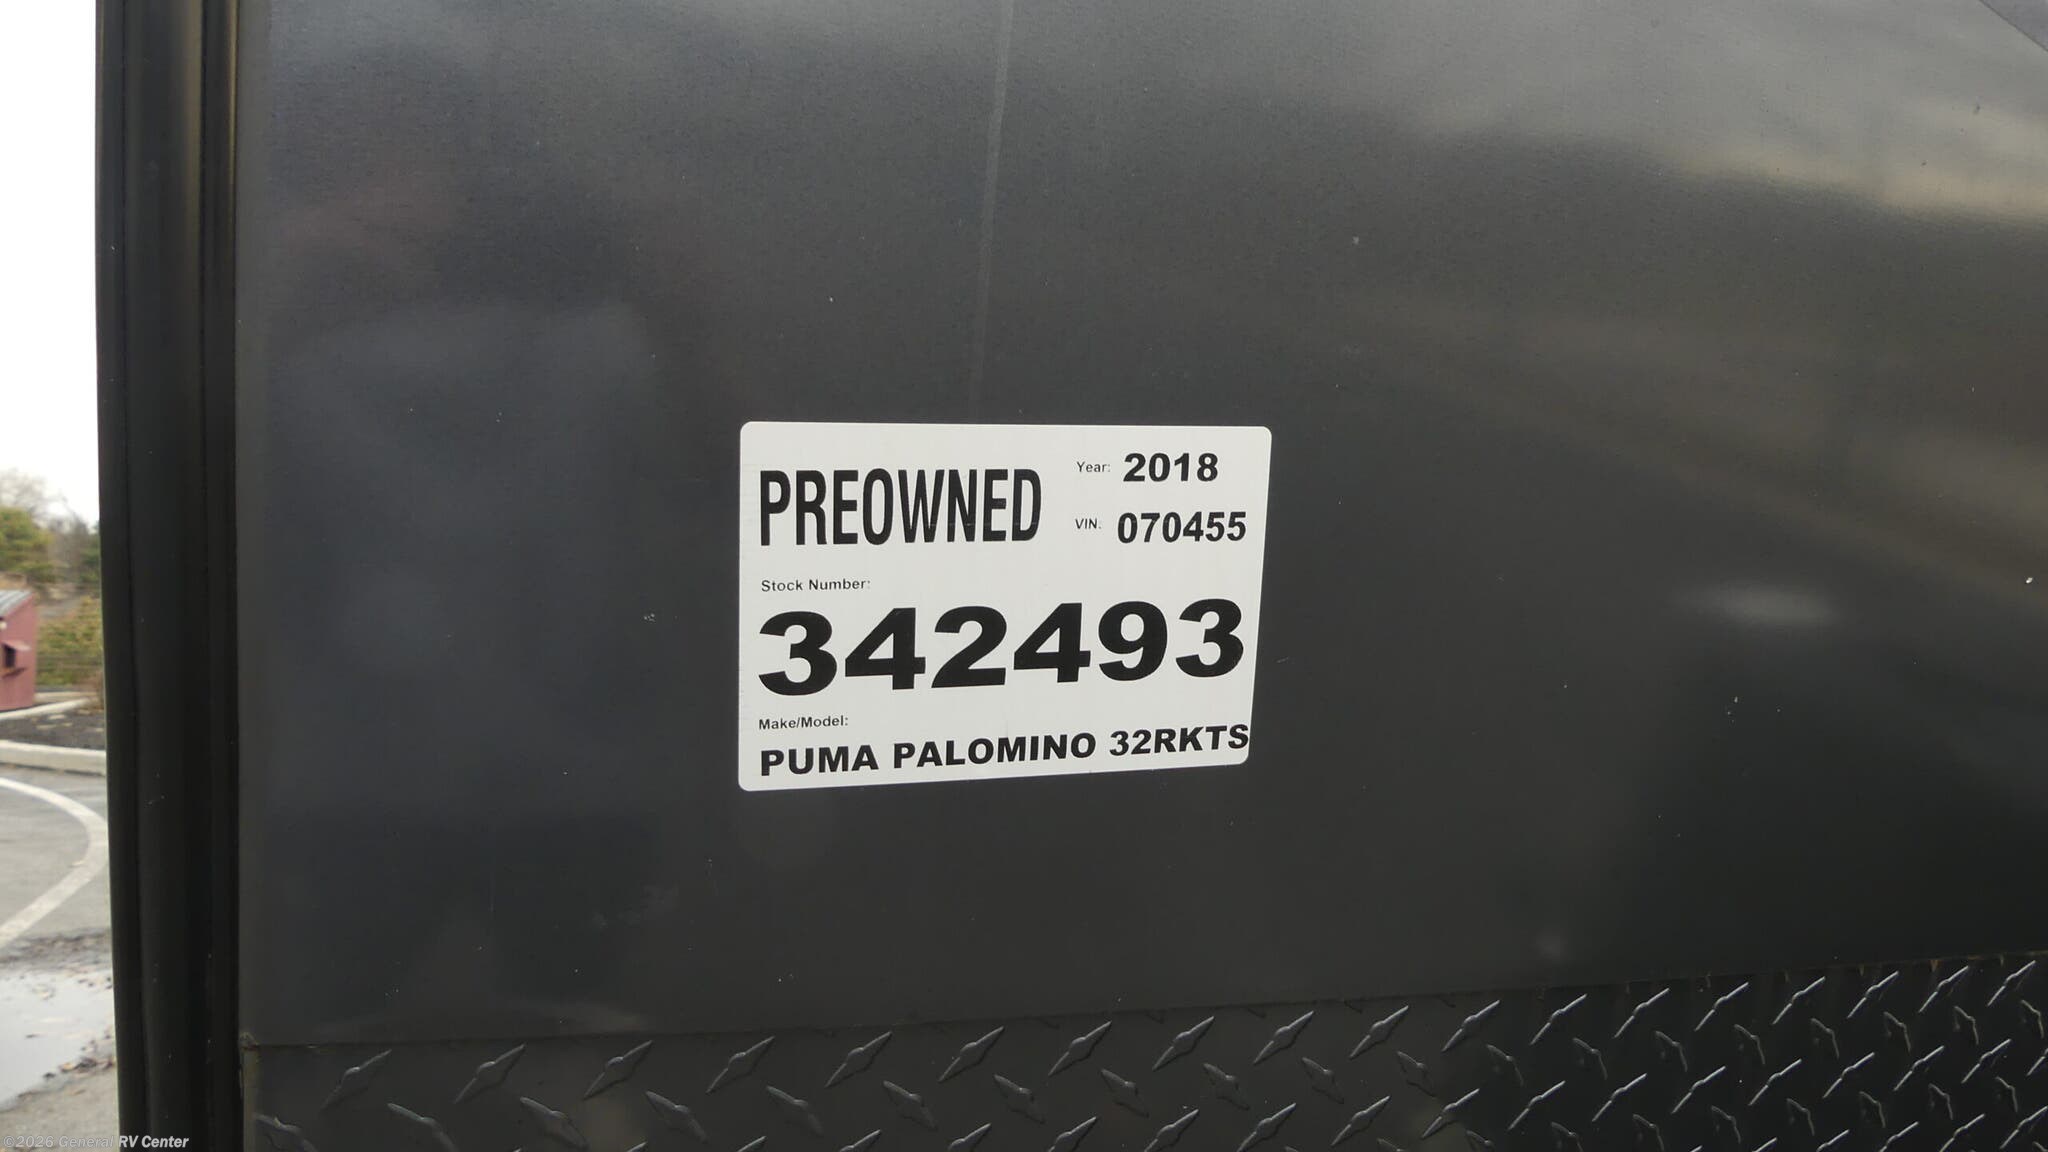 PREOWNED
Year: 2018
VIN: 070455
Stock Number:
342493
Make/Model:
PUMA PALOMINO 32RKTS
©2026 General RV Center